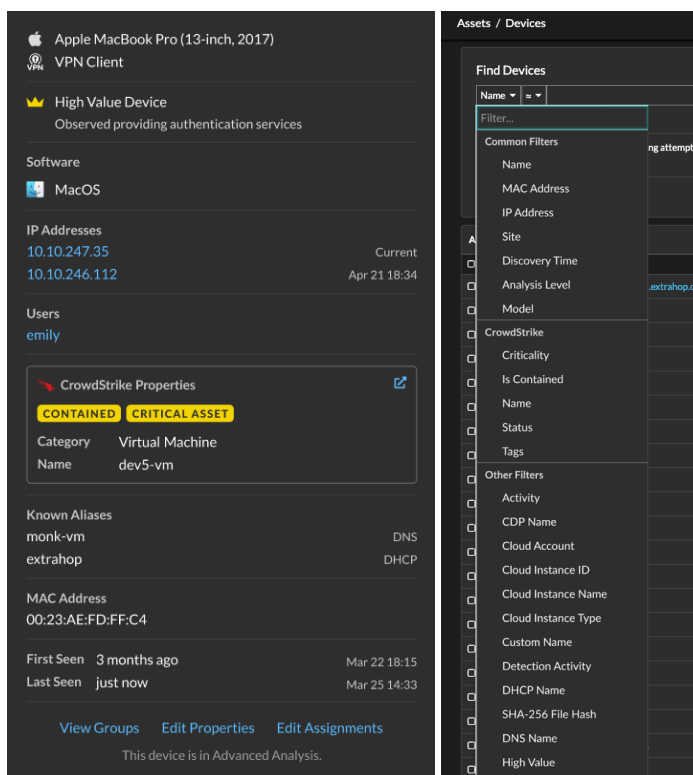 Apple MacBook Pro (13-inch, 2017)
VPN VPN Client
High Value Device
Observed providing authentication services
Software
MacOS
IP Addresses
10.10.247.35 Current
10.10.246.112 Apr 21 18:34
Users
emily
CrowdStrike Properties
CONTAINED CRITICAL ASSET
Category Virtual Machine
Name dev5-vm
Known Aliases
monk-vm DNS
extrahop DHCP
MAC Address
00:23:AE:FD:FF:C4
First Seen 3 months ago Mar 22 18:15
Last Seen just now Mar 25 14:33
View Groups Edit Properties Edit Assignments
This device is in Advanced Analysis.
Assets / Devices
Find Devices
Name ≈
Filter...
Common Filters
ng attempt
Name
MAC Address
IP Address
Site
A
Discovery Time
Analysis Level
.extrahop.c
Model
CrowdStrike
Criticality
Is Contained
Name
Status
Tags
Other Filters
Activity
CDP Name
Cloud Account
Cloud Instance ID
Cloud Instance Name
Cloud Instance Type
Custom Name
Detection Activity
DHCP Name
SHA-256 File Hash
DNS Name
High Value